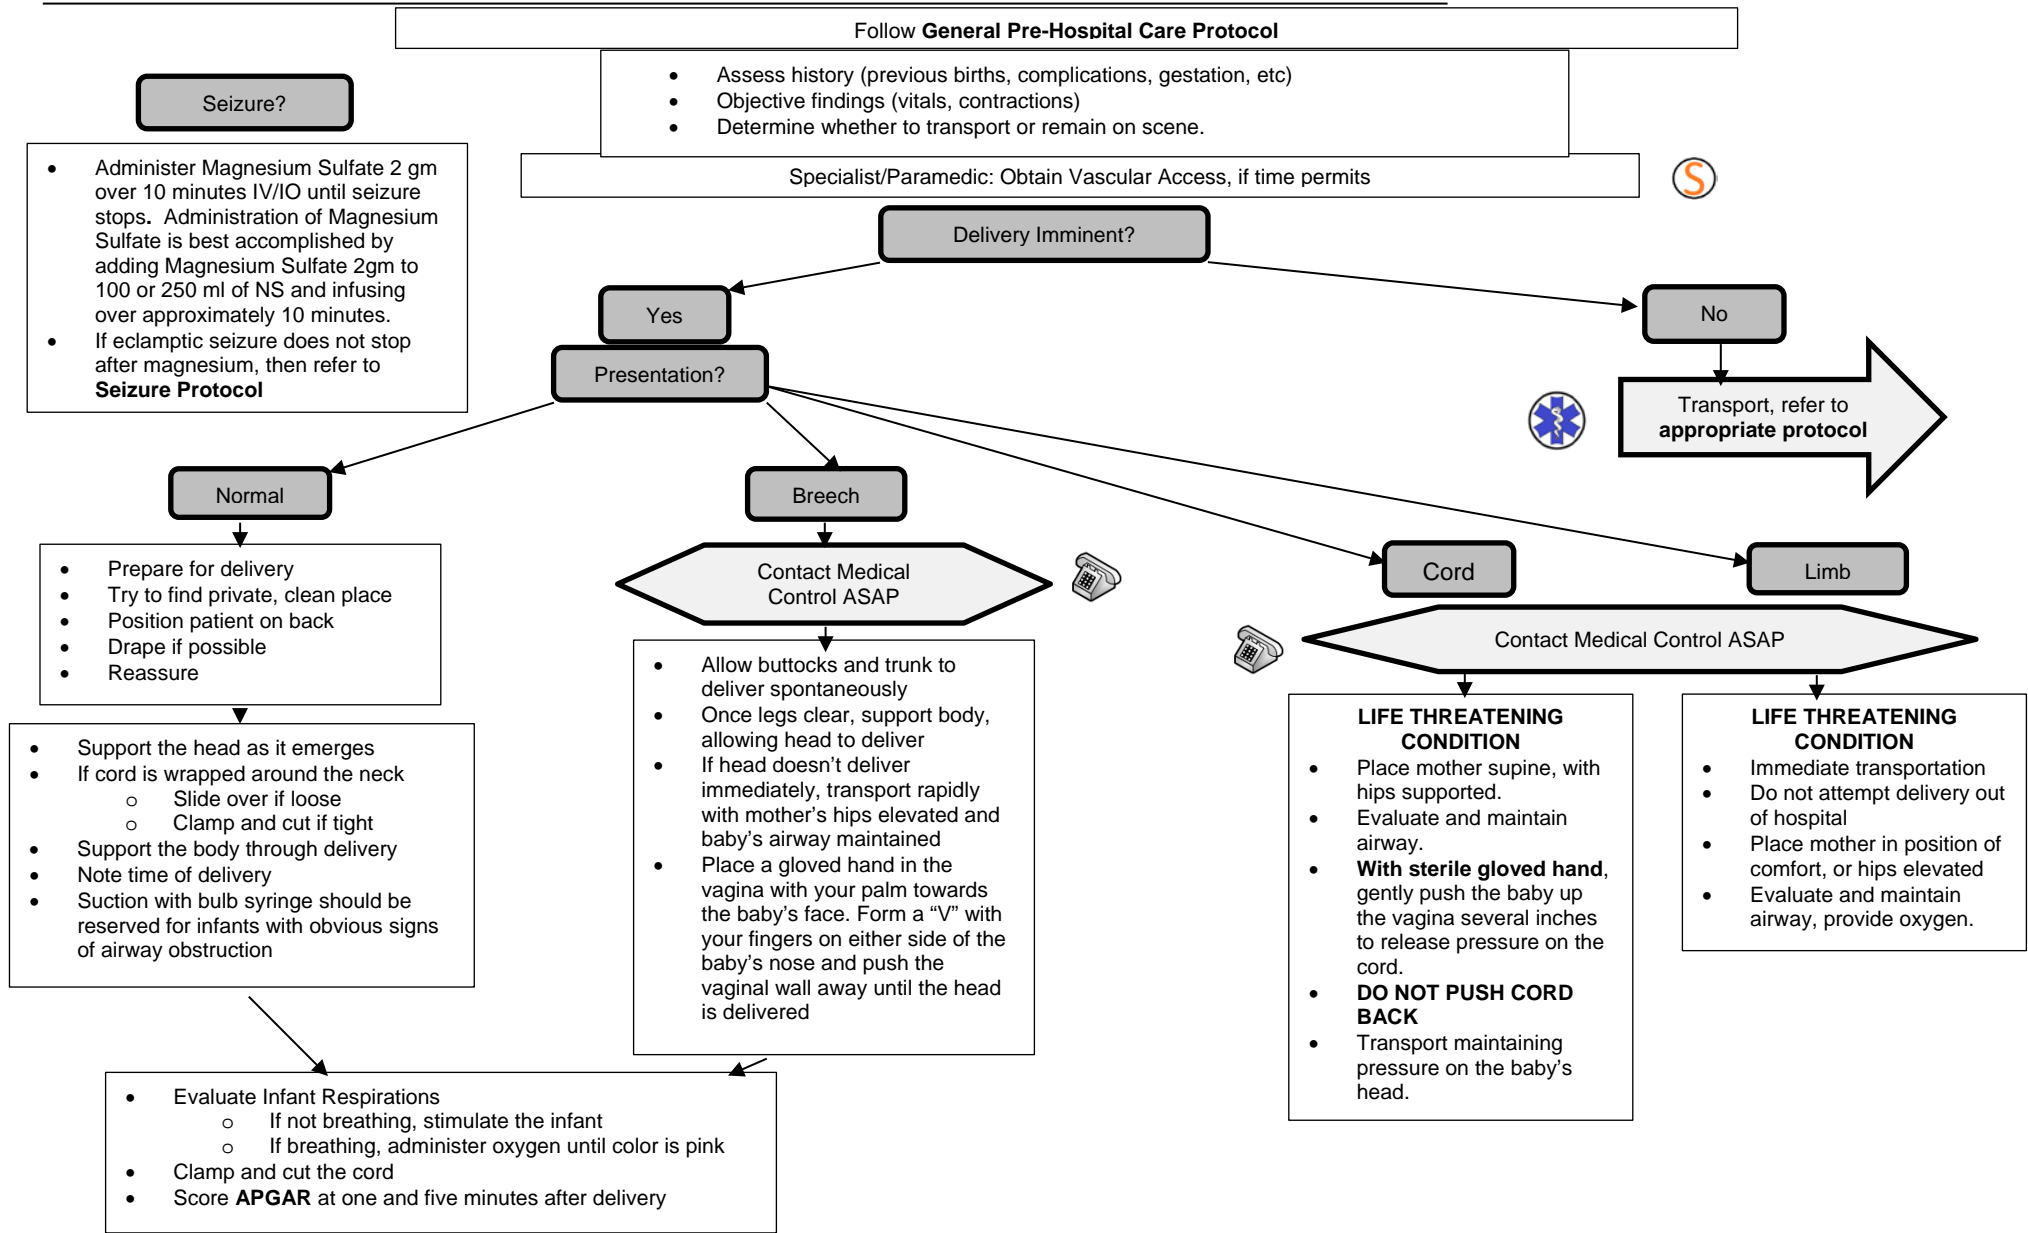 Follow General Pre-Hospital Care Protocol
• Assess history (previous births, complications, gestation, etc)
• Objective findings (vitals, contractions)
• Determine whether to transport or remain on scene.
Specialist/Paramedic: Obtain Vascular Access, if time permits
S
Seizure?
• Administer Magnesium Sulfate 2 gm
over 10 minutes IV/IO until seizure
stops. Administration of Magnesium
Sulfate is best accomplished by
adding Magnesium Sulfate 2gm to
100 or 250 ml of NS and infusing
over approximately 10 minutes.
• If eclamptic seizure does not stop
after magnesium, then refer to
Seizure Protocol
Delivery Imminent?
Yes
No
Presentation?
Transport, refer to
appropriate protocol
Normal
• Prepare for delivery
• Try to find private, clean place
• Position patient on back
• Drape if possible
• Reassure
• Support the head as it emerges
• If cord is wrapped around the neck
o Slide over if loose
o Clamp and cut if tight
• Support the body through delivery
• Note time of delivery
• Suction with bulb syringe should be
reserved for infants with obvious signs
of airway obstruction
Breech
Contact Medical
Control ASAP
• Allow buttocks and trunk to
deliver spontaneously
• Once legs clear, support body,
allowing head to deliver
• If head doesn’t deliver
immediately, transport rapidly
with mother’s hips elevated and
baby’s airway maintained
• Place a gloved hand in the
vagina with your palm towards
the baby’s face. Form a “V” with
your fingers on either side of the
baby’s nose and push the
vaginal wall away until the head
is delivered
Cord
Limb
Contact Medical Control ASAP
LIFE THREATENING
CONDITION
• Place mother supine, with
hips supported.
• Evaluate and maintain
airway.
• With sterile gloved hand,
gently push the baby up
the vagina several inches
to release pressure on the
cord.
• DO NOT PUSH CORD
BACK
• Transport maintaining
pressure on the baby’s
head.
LIFE THREATENING
CONDITION
• Immediate transportation
• Do not attempt delivery out
of hospital
• Place mother in position of
comfort, or hips elevated
• Evaluate and maintain
airway, provide oxygen.
• Evaluate Infant Respirations
o If not breathing, stimulate the infant
o If breathing, administer oxygen until color is pink
• Clamp and cut the cord
• Score APGAR at one and five minutes after delivery